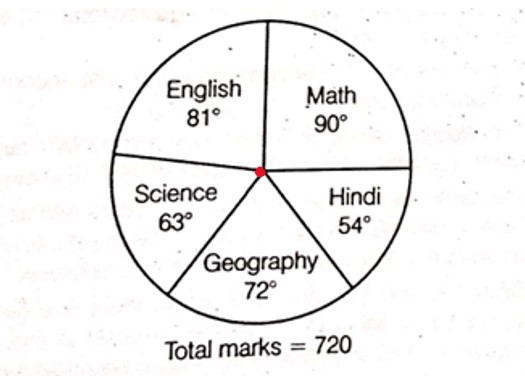 English
81°
Math
90°
Science
63°
Hindi
54°
Geography
72°
Total marks = 720